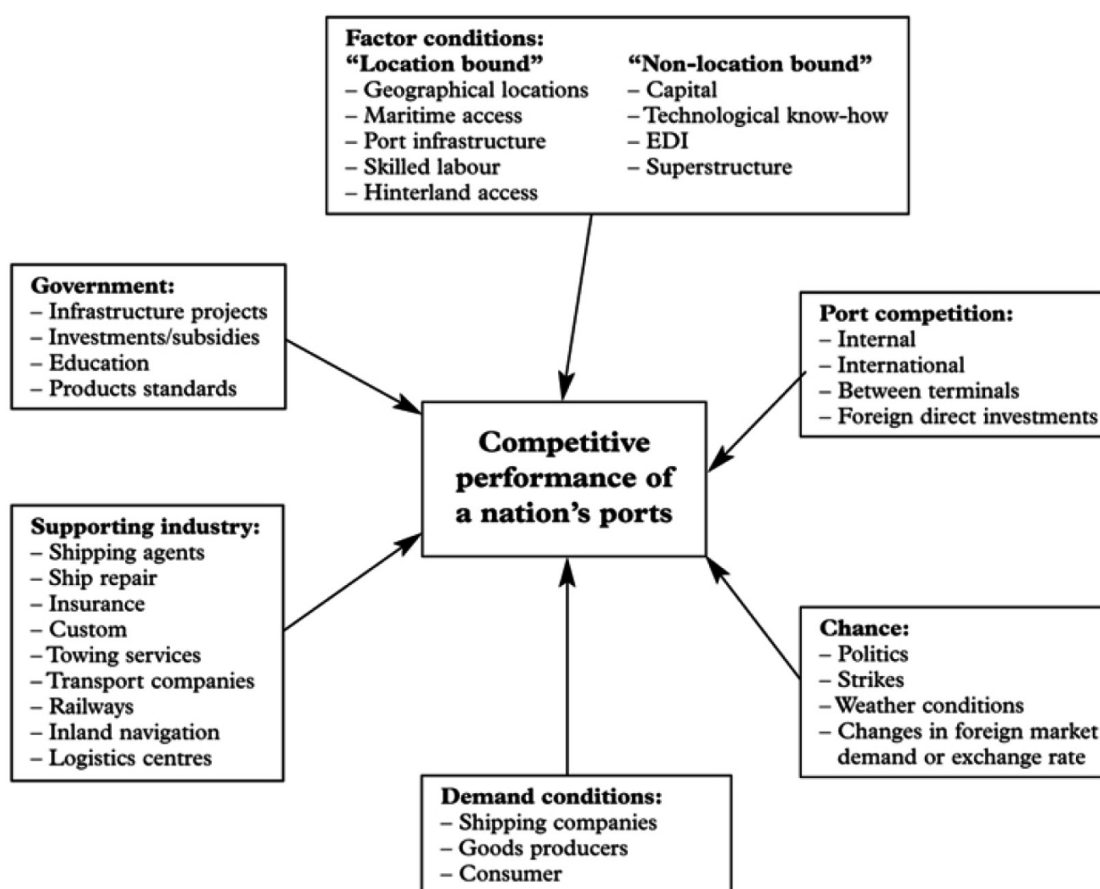 Factor conditions:
"Location bound"
– Geographical locations
– Maritime access
– Port infrastructure
– Skilled labour
– Hinterland access
"Non-location bound"
– Capital
– Technological know-how
– EDI
– Superstructure
Government:
– Infrastructure projects
– Investments/subsidies
– Education
– Products standards
Port competition:
– Internal
– International
– Between terminals
– Foreign direct investments
Competitive
performance of
a nation's ports
Supporting industry:
– Shipping agents
– Ship repair
– Insurance
– Custom
– Towing services
– Transport companies
– Railways
– Inland navigation
– Logistics centres
Chance:
– Politics
– Strikes
– Weather conditions
– Changes in foreign market
demand or exchange rate
Demand conditions:
– Shipping companies
– Goods producers
– Consumer